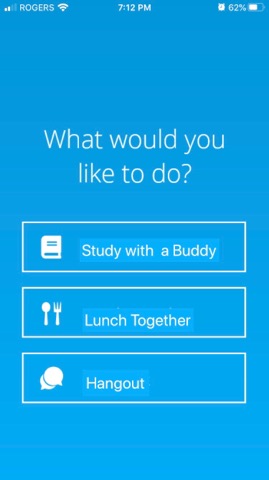 ROGERS 7:12 PM 62%
What would you
like to do?
Study with a Buddy
Lunch Together
Hangout